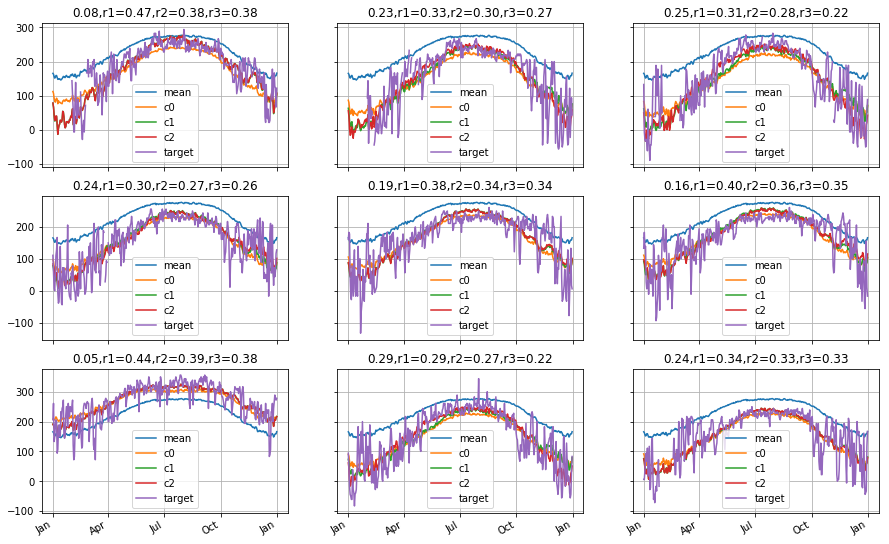 0.08,r1=0.47,r2=0.38,r3=0.38
0.23,r1=0.33,r2=0.30,r3=0.27
0.25,r1=0.31,r2=0.28,r3=0.22
300
200
100
0
−100
mean
c0
c1
c2
target
mean
c0
c1
c2
target
mean
c0
c1
c2
target
0.24,r1=0.30,r2=0.27,r3=0.26
0.19,r1=0.38,r2=0.34,r3=0.34
0.16,r1=0.40,r2=0.36,r3=0.35
200
100
0
−100
mean
c0
c1
c2
target
mean
c0
c1
c2
target
mean
c0
c1
c2
target
0.05,r1=0.44,r2=0.39,r3=0.38
0.29,r1=0.29,r2=0.27,r3=0.22
0.24,r1=0.34,r2=0.33,r3=0.33
300
200
100
0
−100
mean
c0
c1
c2
target
mean
c0
c1
c2
target
mean
c0
c1
c2
target
Jan
Apr
Jul
Oct
Jan
Jan
Apr
Jul
Oct
Jan
Jan
Apr
Jul
Oct
Jan